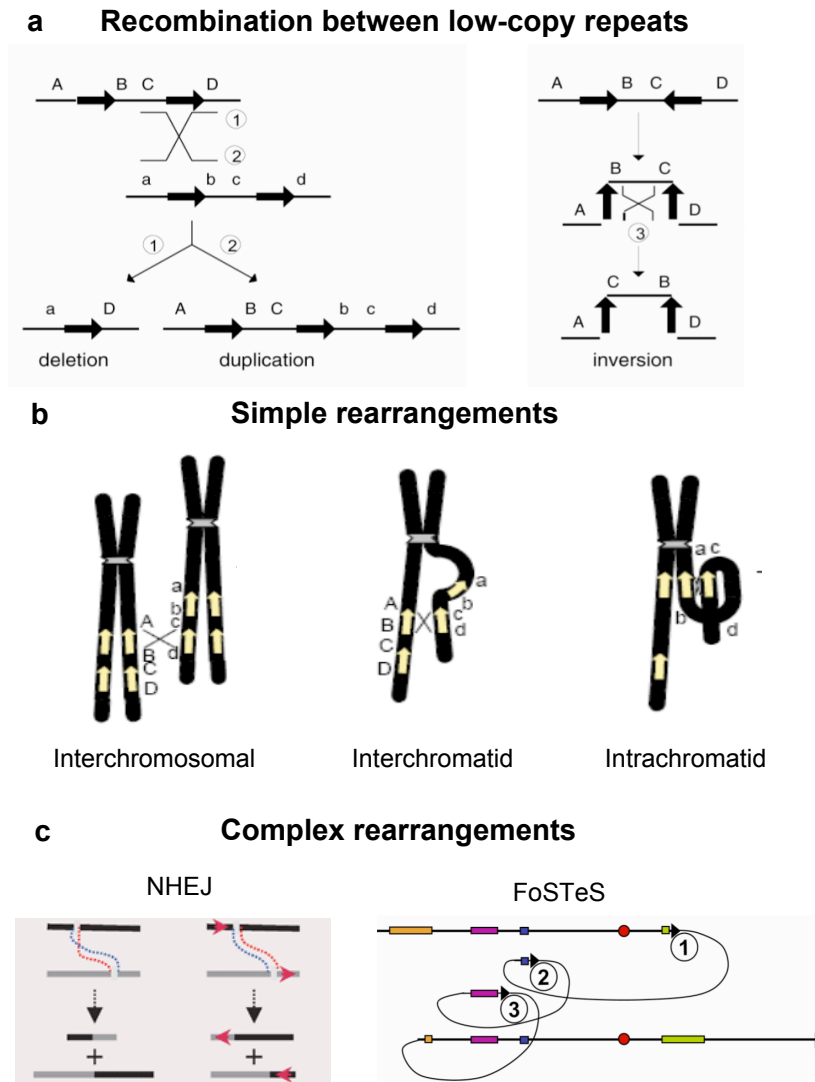 a Recombination between low-copy repeats
A B C D
1
2
a b c d
1 2
a D
deletion
A B C b c d
duplication
A B C D
B C
A D
3
C B
A D
inversion
b Simple rearrangements
a
b
A c
B d
C
D
Interchromosomal
A a
B b
C c
D d
Interchromatid
a c
b
d
Intrachromatid
c Complex rearrangements
NHEJ
+ +
FoSTeS
1
2
3